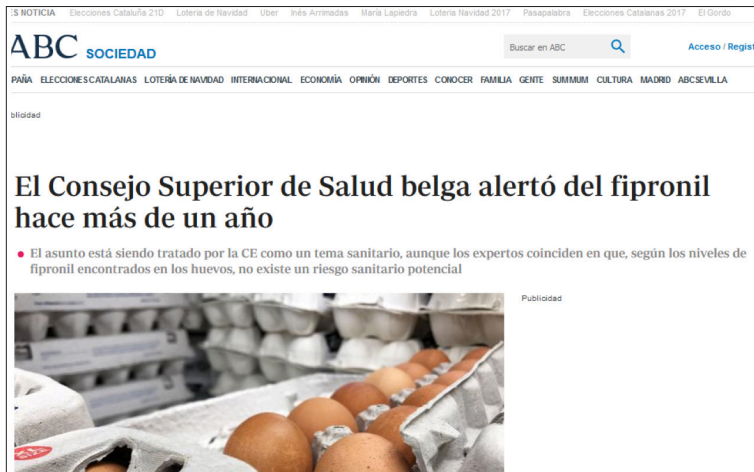 ES NOTICIA Elecciones Cataluña 21D Loteria de Navidad Uber Inés Arrimadas Maria Lapiedra Lotería Navidad 2017 Pasapalabra Elecciones Catalanas 2017 El Gordo
ABC SOCIEDAD
Buscar en ABC
Acceso / Regist
PAÑA ELECCIONES CATALANAS LOTERÍA DE NAVIDAD INTERNACIONAL ECONOMÍA OPINIÓN DEPORTES CONOCER FAMILIA GENTE SUMMUM CULTURA MADRID ABCSEVILLA
blicidad
El Consejo Superior de Salud belga alertó del fipronil
hace más de un año
El asunto está siendo tratado por la CE como un tema sanitario, aunque los expertos coinciden en que, según los niveles de
fipronil encontrados en los huevos, no existe un riesgo sanitario potencial
Publicidad